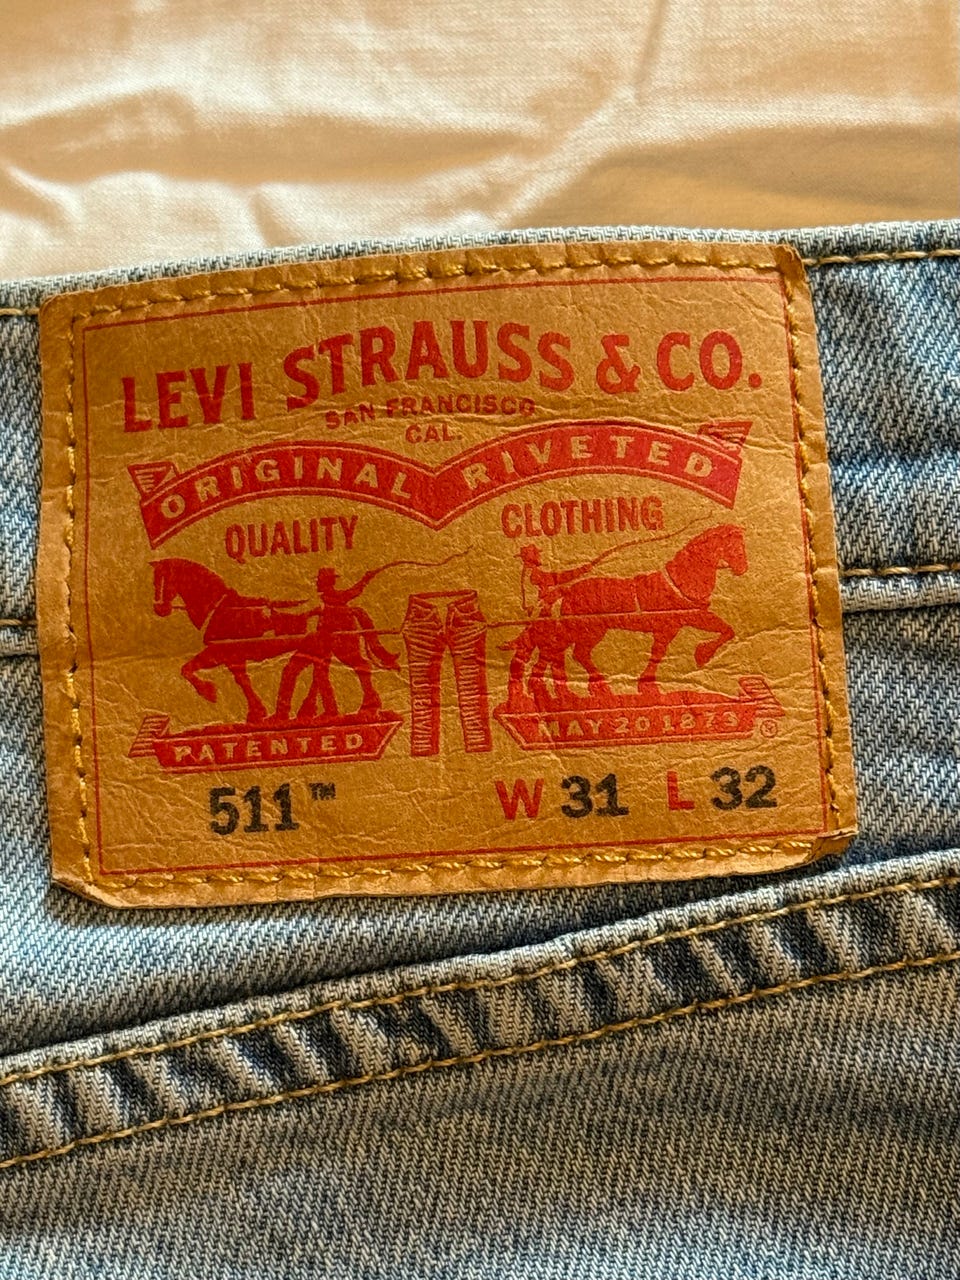 LEVI STRAUSS & CO.
SAN FRANCISCO
CAL.
ORIGINAL RIVETED
QUALITY CLOTHING
PATENTED MAY 20 1873 ®
511™ W 31 L 32